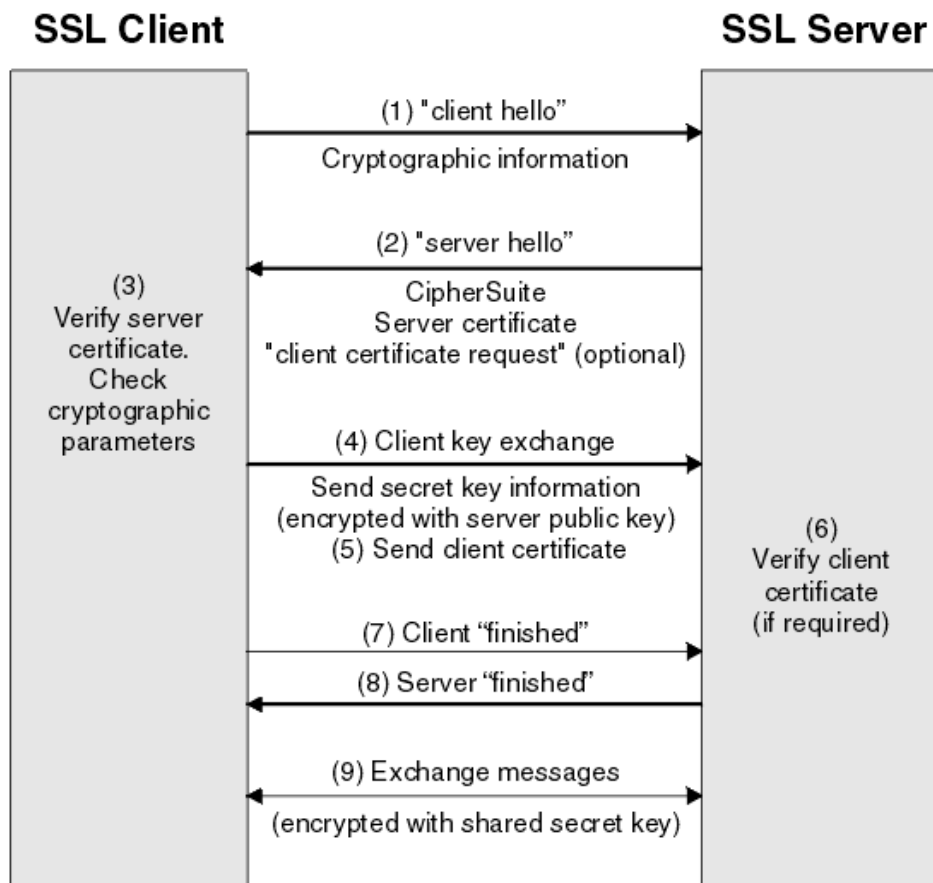 SSL Client
SSL Server
(1) "client hello”
Cryptographic information
(2) "server hello”
CipherSuite
Server certificate
"client certificate request" (optional)
(3)
Verify server
certificate.
Check
cryptographic
parameters
(4) Client key exchange
Send secret key information
(encrypted with server public key)
(5) Send client certificate
(6)
Verify client
certificate
(if required)
(7) Client “finished”
(8) Server “finished”
(9) Exchange messages
(encrypted with shared secret key)